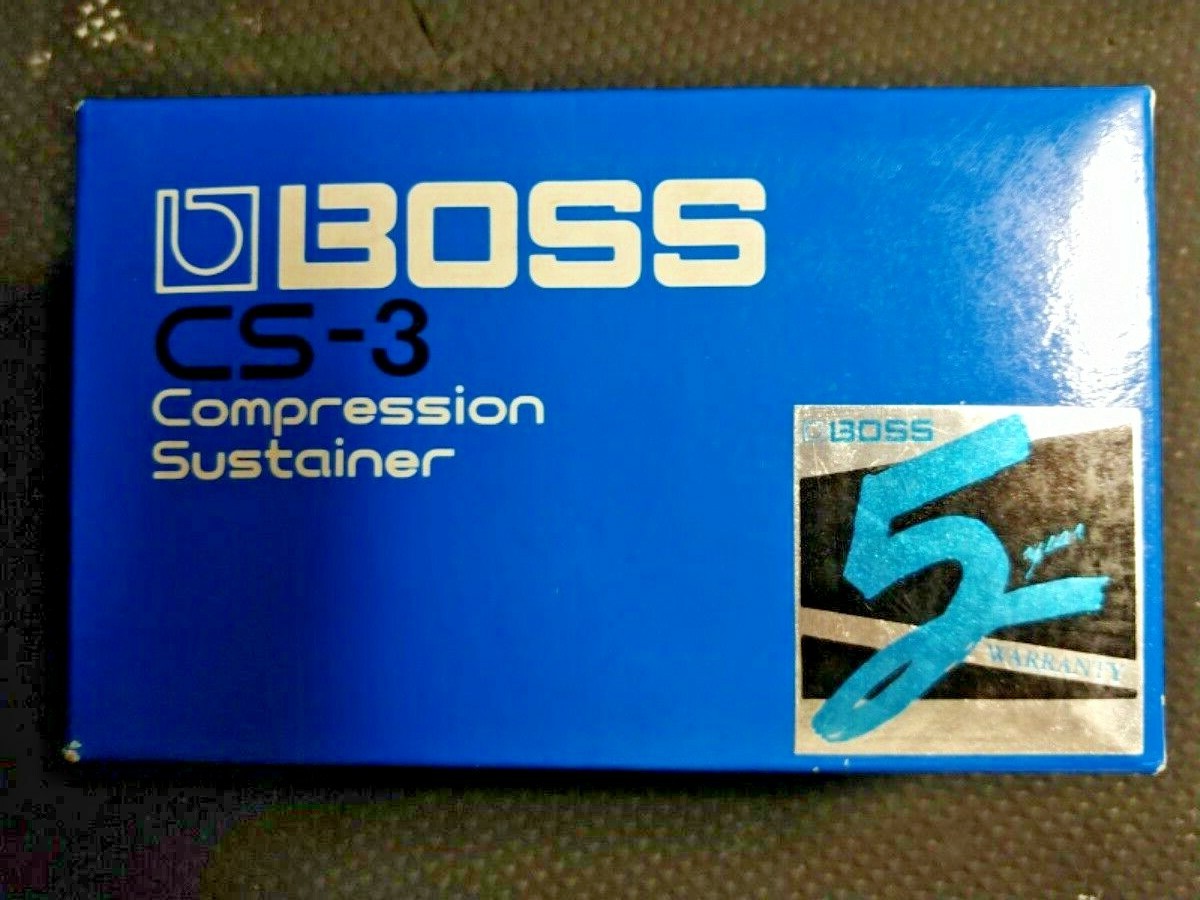 BOSS
CS-3
Compression
Sustainer
BOSS
5
year
WARRANTY